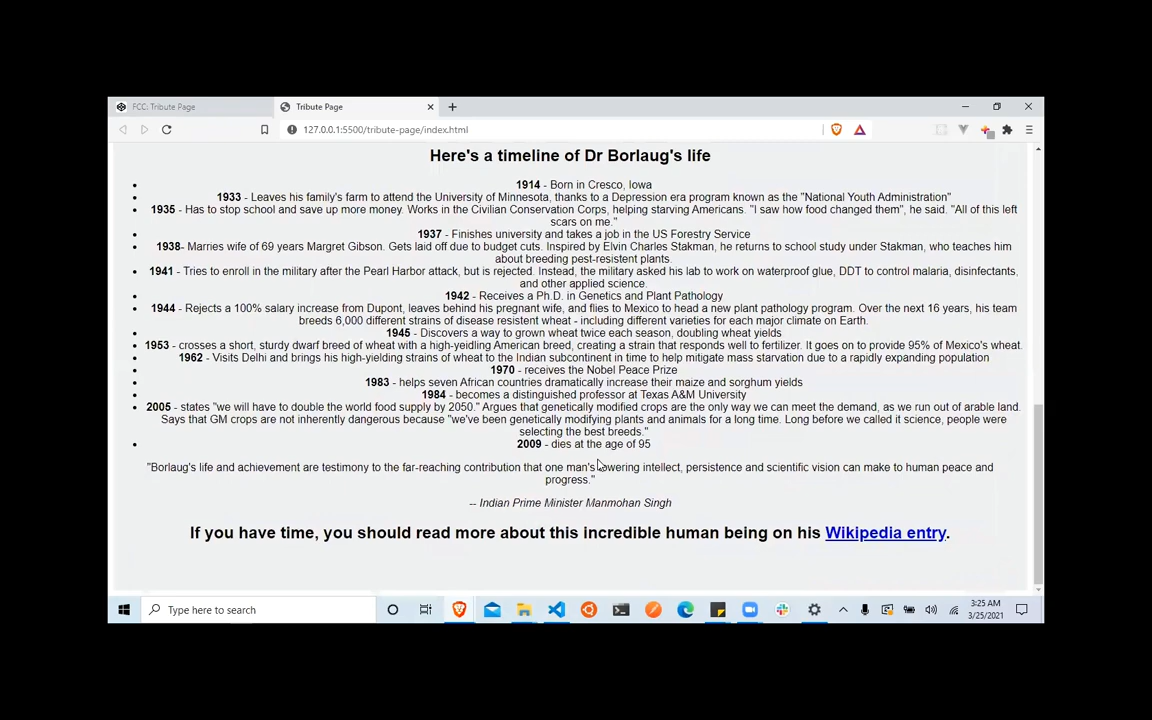 FCC: Tribute Page
Tribute Page
127.0.0.1:5500/tribute-page/index.html
Here's a timeline of Dr Borlaug's life
1914 - Born in Cresco, Iowa
1933 - Leaves his family's farm to attend the University of Minnesota, thanks to a Depression era program known as the "National Youth Administration"
1935 - Has to stop school and save up more money. Works in the Civilian Conservation Corps, helping starving Americans. "I saw how food changed them", he said. "All of this left
scars on me."
1937 - Finishes university and takes a job in the US Forestry Service
1938- Marries wife of 69 years Margret Gibson. Gets laid off due to budget cuts. Inspired by Elvin Charles Stakman, he returns to school study under Stakman, who teaches him
about breeding pest-resistent plants.
1941 - Tries to enroll in the military after the Pearl Harbor attack, but is rejected. Instead, the military asked his lab to work on waterproof glue, DDT to control malaria, disinfectants,
and other applied science.
1942 - Receives a Ph.D. in Genetics and Plant Pathology
1944 - Rejects a 100% salary increase from Dupont, leaves behind his pregnant wife, and flies to Mexico to head a new plant pathology program. Over the next 16 years, his team
breeds 6,000 different strains of disease resistent wheat - including different varieties for each major climate on Earth.
1945 - Discovers a way to grown wheat twice each season, doubling wheat yields
1953 - crosses a short, sturdy dwarf breed of wheat with a high-yeidling American breed, creating a strain that responds well to fertilizer. It goes on to provide 95% of Mexico's wheat.
1962 - Visits Delhi and brings his high-yielding strains of wheat to the Indian subcontinent in time to help mitigate mass starvation due to a rapidly expanding population
1970 - receives the Nobel Peace Prize
1983 - helps seven African countries dramatically increase their maize and sorghum yields
1984 - becomes a distinguished professor at Texas A&M University
2005 - states "we will have to double the world food supply by 2050." Argues that genetically modified crops are the only way we can meet the demand, as we run out of arable land.
Says that GM crops are not inherently dangerous because "we've been genetically modifying plants and animals for a long time. Long before we called it science, people were
selecting the best breeds."
2009 - dies at the age of 95
"Borlaug's life and achievement are testimony to the far-reaching contribution that one man's towering intellect, persistence and scientific vision can make to human peace and
progress."
-- Indian Prime Minister Manmohan Singh
If you have time, you should read more about this incredible human being on his Wikipedia entry.
Type here to search
3:25 AM
3/25/2021